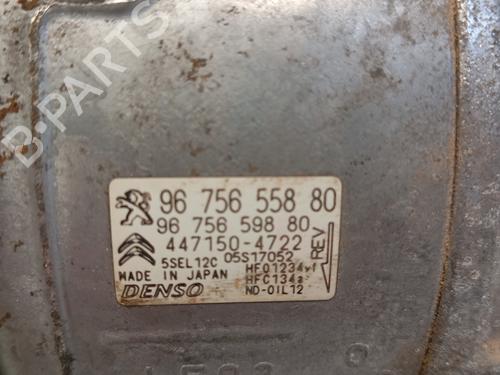 B-PARTS
96 756 558 80
96 756 598 80
447150-4722
5SEL12C 05S17052
MADE IN JAPAN
DENSO
HFO1234yf
HFC134a
ND-OIL12
REV